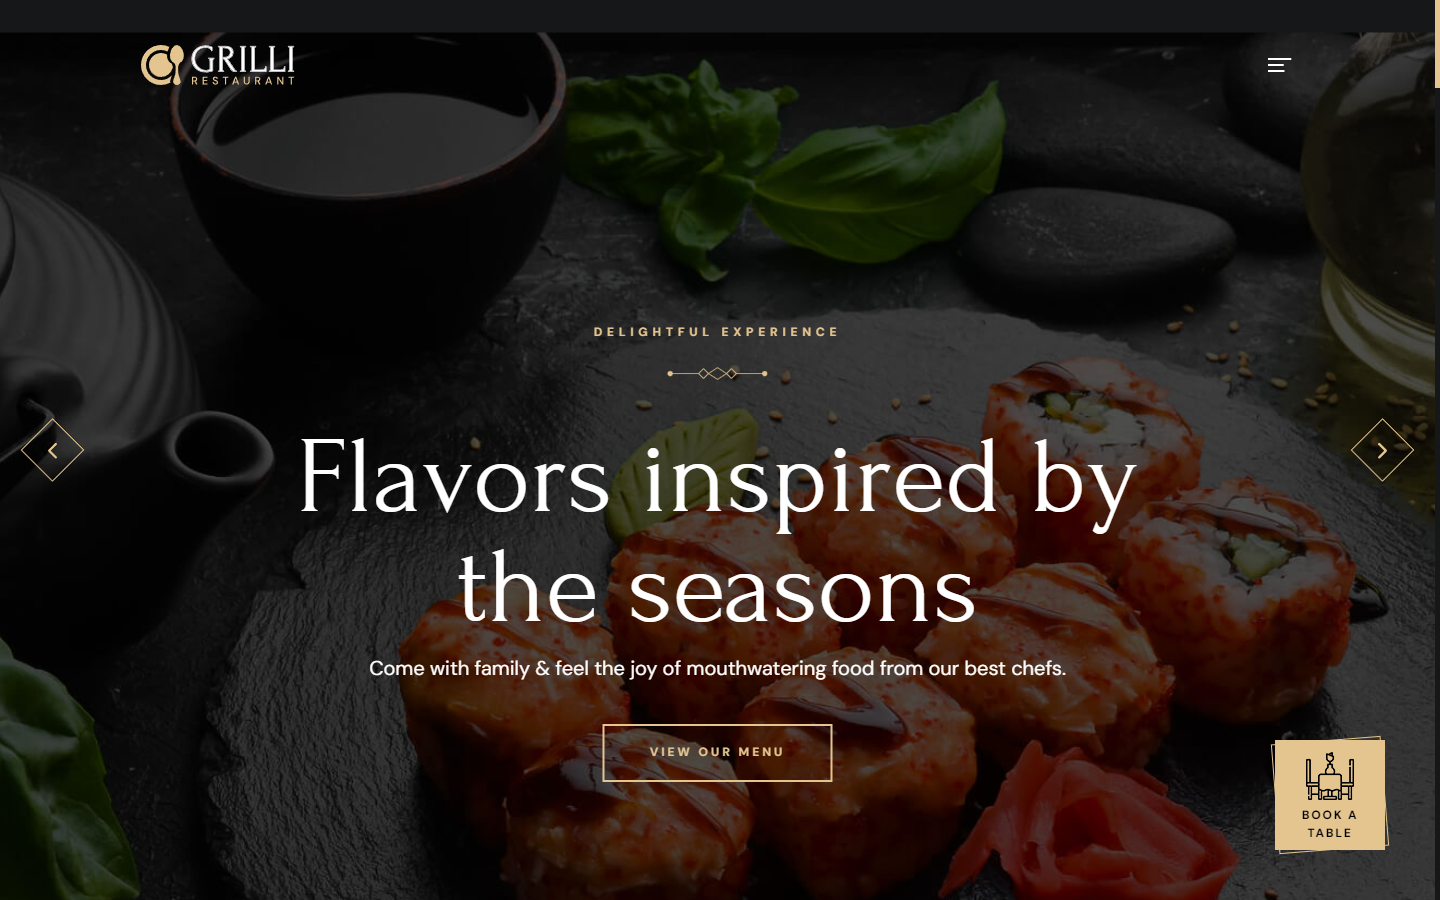 GRILLI
RESTAURANT
DELIGHTFUL EXPERIENCE
Flavors inspired by
the seasons
Come with family & feel the joy of mouthwatering food from our best chefs.
VIEW OUR MENU
BOOK A
TABLE